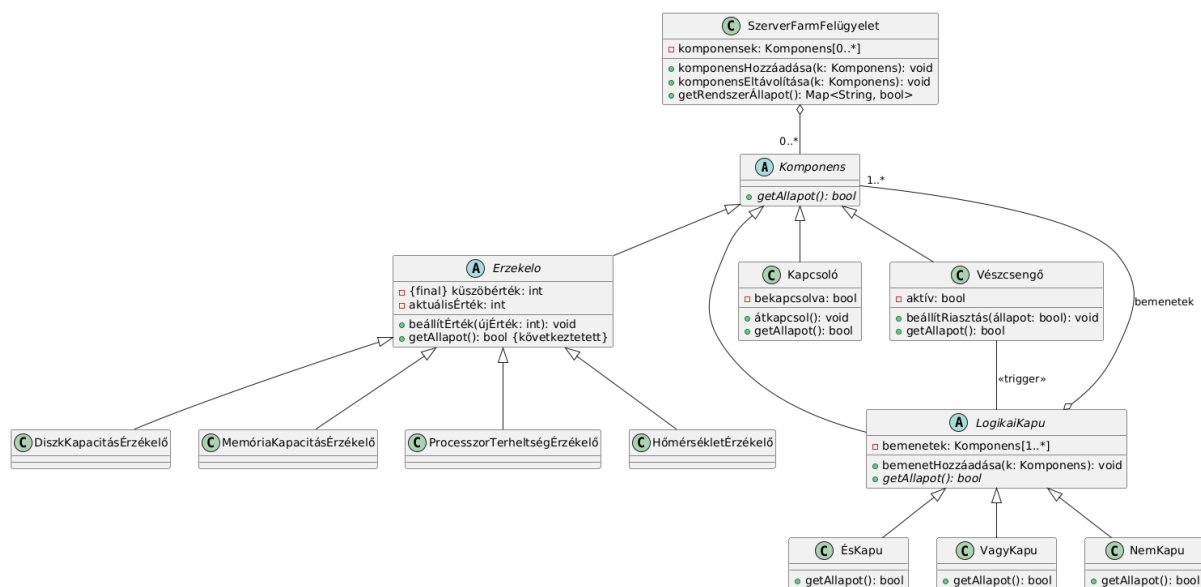 C SzerverFarmFelügyelet
komponensek: Komponens[0..*]
komponensHozzáadása(k: Komponens): void
komponensEltávolítása(k: Komponens): void
getRendszerÁllapot(): Map<String, bool>
0..*
A Komponens
getAllapot(): bool
1..*
A Erzekelo
{final} küszöbérték: int
aktuálisÉrték: int
beállítÉrték(újÉrték: int): void
getAllapot(): bool {következtetett}
C Kapcsoló
bekapcsolva: bool
átkapcsol(): void
getAllapot(): bool
C Vészcsengő
aktív: bool
beállítRiasztás(állapot: bool): void
getAllapot(): bool
bemenetek
«trigger»
C DiszkKapacitásÉrzékelő
C MemóriaKapacitásÉrzékelő
C ProcesszorTerheltségÉrzékelő
C HőmérsékletÉrzékelő
A LogikaiKapu
bemenetek: Komponens[1..*]
bemenetHozzáadása(k: Komponens): void
getAllapot(): bool
C ÉsKapu
getAllapot(): bool
C VagyKapu
getAllapot(): bool
C NemKapu
getAllapot(): bool